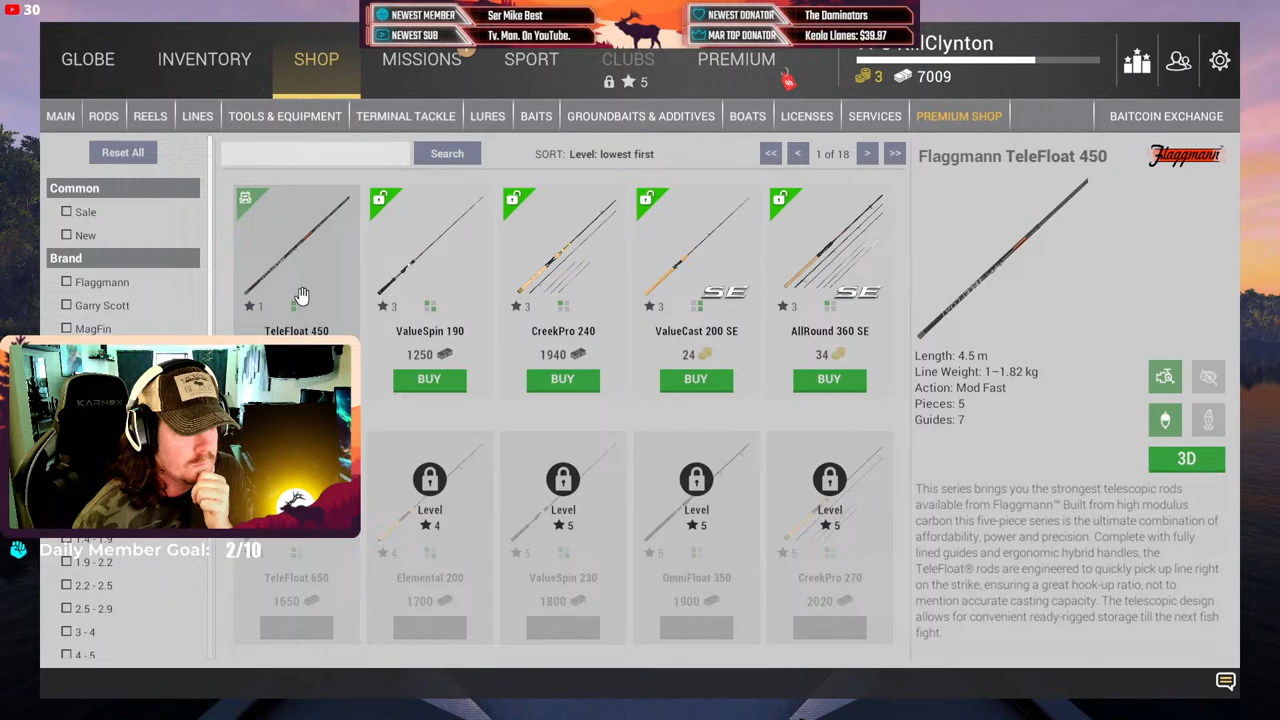 30
NEWEST MEMBER
Ser Mike Best
NEWEST SUB
Tv. Mon. On YouTube.
NEWEST DONATOR
The Dominators
MAR TOP DONATOR
Keola Llanes: $39.97
GLOBE
INVENTORY
SHOP
MISSIONS
SPORT
CLUBS
5
PREMIUM
KillClynton
3
7009
MAIN
RODS
REELS
LINES
TOOLS & EQUIPMENT
TERMINAL TACKLE
LURES
BAITS
GROUNDBAITS & ADDITIVES
BOATS
LICENSES
SERVICES
PREMIUM SHOP
BAITCOIN EXCHANGE
Reset All
Search
SORT: Level: lowest first
<<
<
1 of 18
>
>>
Common
Sale
New
Brand
Flaggmann
Garry Scott
MagFin
1.9 - 2.2
2.2 - 2.5
2.5 - 2.9
3 - 4
4 - 5
1
TeleFloat 450
3
ValueSpin 190
1250
BUY
3
CreekPro 240
1940
BUY
3
SE
ValueCast 200 SE
24
BUY
3
SE
AllRound 360 SE
34
BUY
TeleFloat 650
1650
Level
4
4
Elemental 200
1700
Level
5
5
ValueSpin 230
1800
Level
5
5
OmniFloat 350
1900
Level
5
5
CreekPro 270
2020
KARNOX
Daily Member Goal: 2/10
Flaggmann TeleFloat 450
Flaggmann
Length: 4.5 m
Line Weight: 1–1.82 kg
Action: Mod Fast
Pieces: 5
Guides: 7
3D
This series brings you the strongest telescopic rods
available from Flaggmann™ Built from high modulus
carbon this five-piece series is the ultimate combination of
affordability, power and precision. Complete with fully
lined guides and ergonomic hybrid handles, the
TeleFloat® rods are engineered to quickly pick up line right
on the strike, ensuring a great hook-up ratio, not to
mention accurate casting capacity. The telescopic design
allows for convenient ready-rigged storage till the next fish
fight.